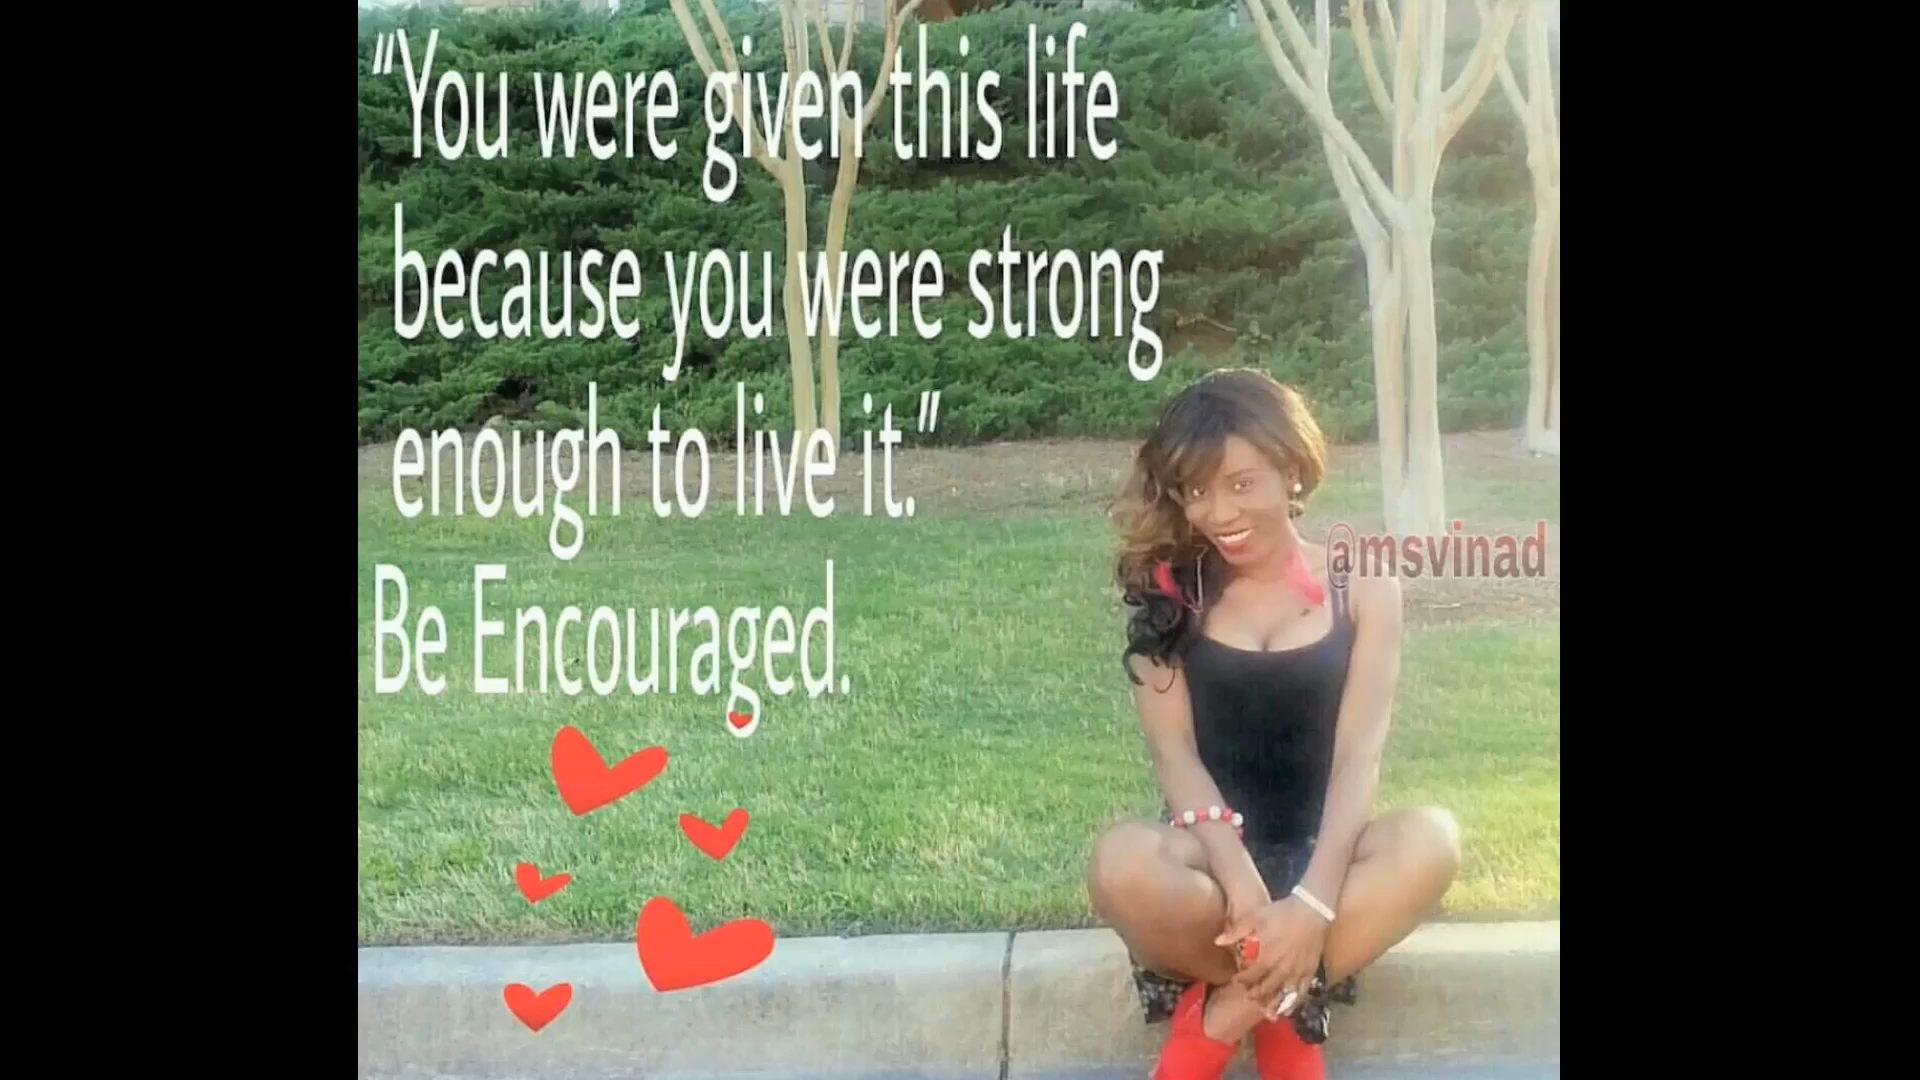 “You were given this life
because you were strong
enough to live it.”
Be Encouraged.
@msvinad